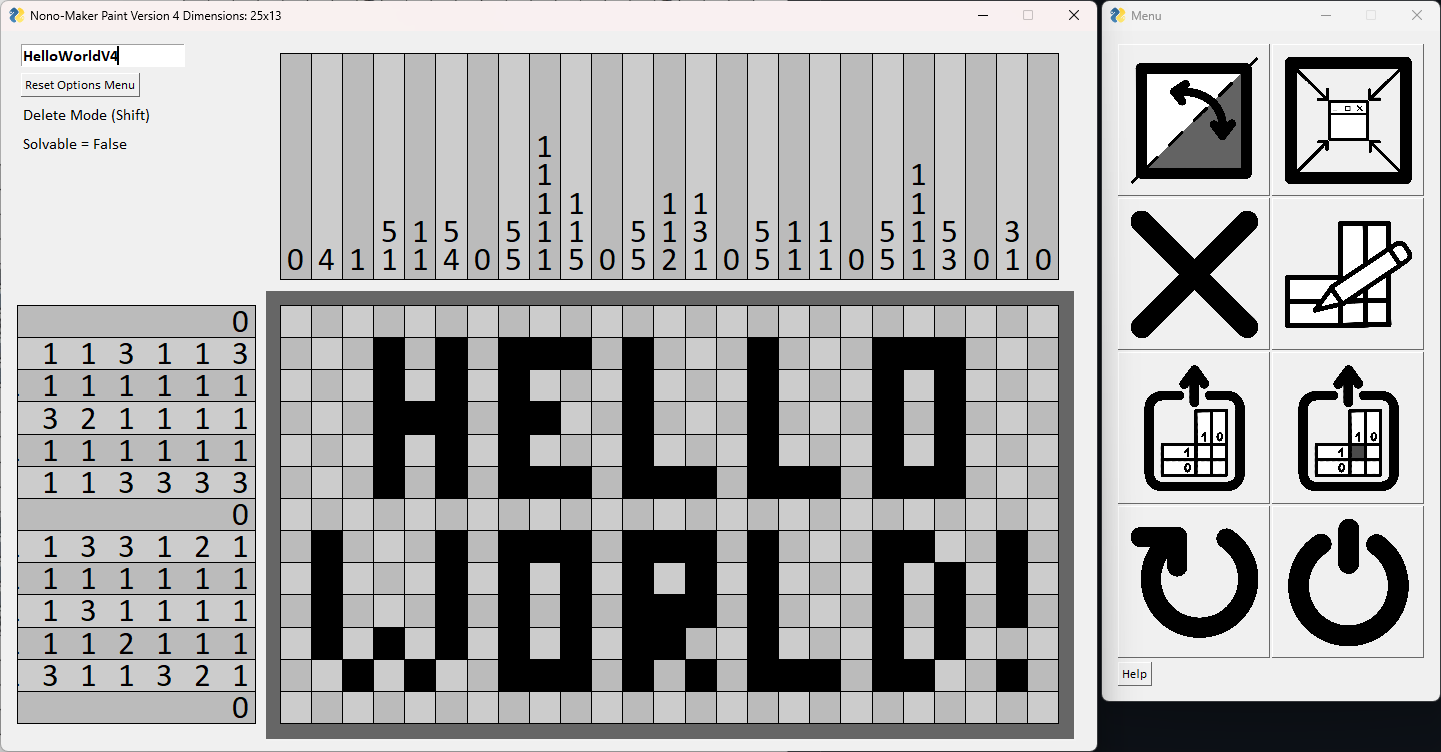 Nono-Maker Paint Version 4 Dimensions: 25x13
HelloWorldV4
Reset Options Menu
Delete Mode (Shift)
Solvable = False
1
1 1
1 1 1 1 1
5 1 5 5 1 1 5 1 3 5 1 1 5 1 5 3
0 4 1 1 1 4 0 5 1 5 0 5 2 1 0 5 1 1 0 5 1 3 0 1 0
0
1 1 3 1 1 3
1 1 1 1 1 1
3 2 1 1 1 1
1 1 1 1 1 1
1 1 3 3 3 3
0
1 3 3 1 2 1
1 1 1 1 1 1
1 3 1 1 1 1
1 1 2 1 1 1
3 1 1 3 2 1
0
HELLO
WORLD!
Menu
1 0
1
0
1 0
1
0
Help